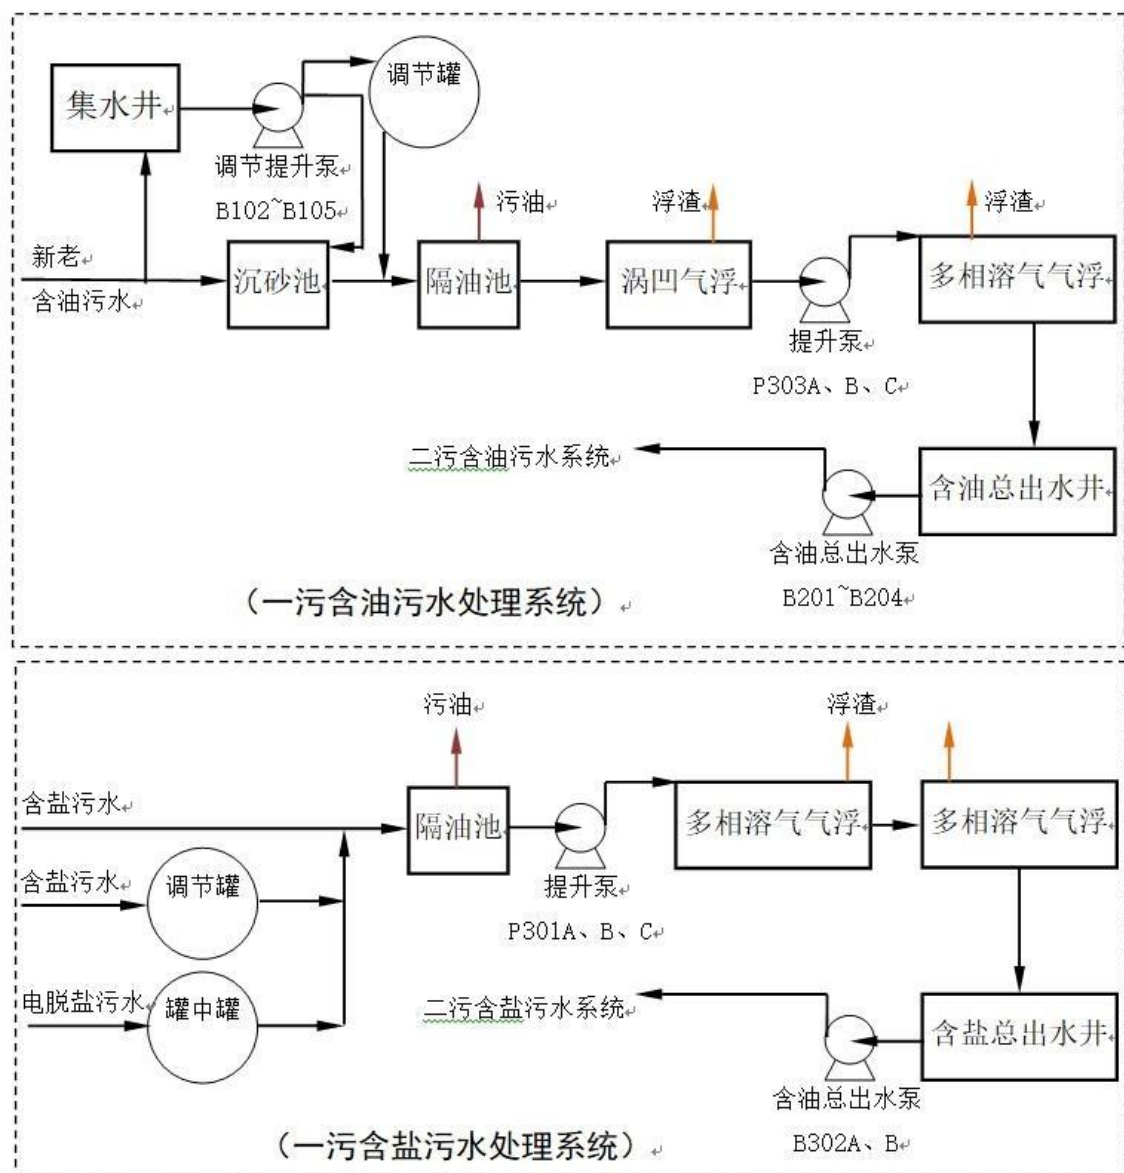 调节罐
集水井
调节提升泵
B102~B105
污油
浮渣
浮渣
新老
含油污水
沉砂池
隔油池
涡凹气浮
多相溶气气浮
提升泵
P303A、B、C
二污含油污水系统
含油总出水井
含油总出水泵
B201~B204
（一污含油污水处理系统）
污油
浮渣
含盐污水
隔油池
多相溶气气浮
多相溶气气浮
含盐污水
调节罐
提升泵
P301A、B、C
电脱盐污水
罐中罐
二污含盐污水系统
含盐总出水井
含油总出水泵
B302A、B
（一污含盐污水处理系统）